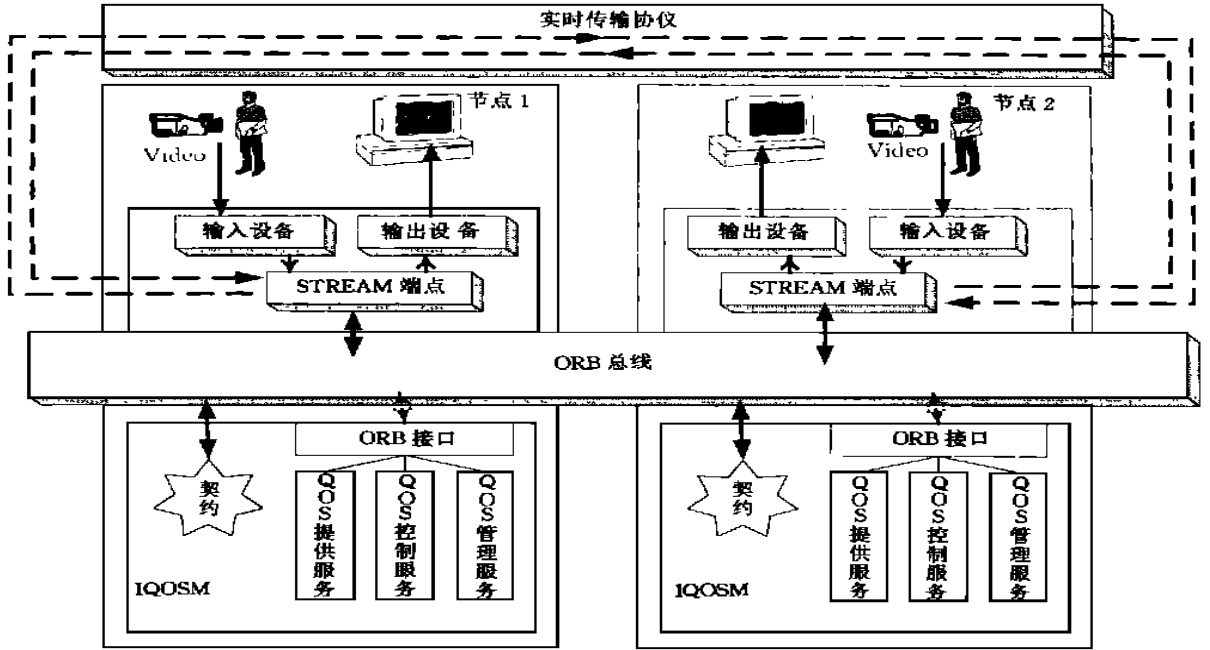 实时传输协议
节点 1
节点 2
Video
Video
输入设备
输出设备
输出设备
输入设备
STREAM 端点
STREAM 端点
ORB 总线
ORB 接口
ORB 接口
契约
QOS提供服务
QOS控制服务
QOS管理服务
契约
QOS提供服务
QOS控制服务
QOS管理服务
IQOSM
IQOSM